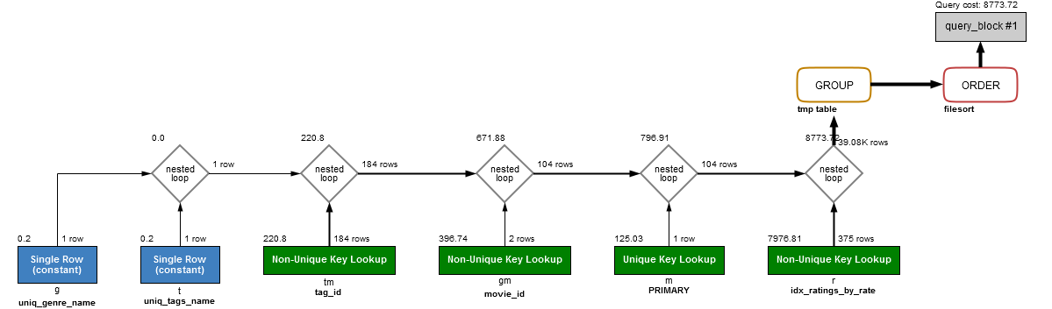 Query cost: 8773.72
query_block #1
GROUP
ORDER
tmp table
filesort
0.0
220.8
671.88
796.91
8773.72
39.08K rows
nested
loop
1 row
nested
loop
184 rows
nested
loop
104 rows
nested
loop
104 rows
nested
loop
0.2
1 row
0.2
1 row
220.8
184 rows
396.74
2 rows
125.03
1 row
7976.81
375 rows
Single Row
(constant)
Single Row
(constant)
Non-Unique Key Lookup
Non-Unique Key Lookup
Unique Key Lookup
Non-Unique Key Lookup
g
t
tm
gm
m
r
uniq_genre_name
uniq_tags_name
tag_id
movie_id
PRIMARY
idx_ratings_by_rate